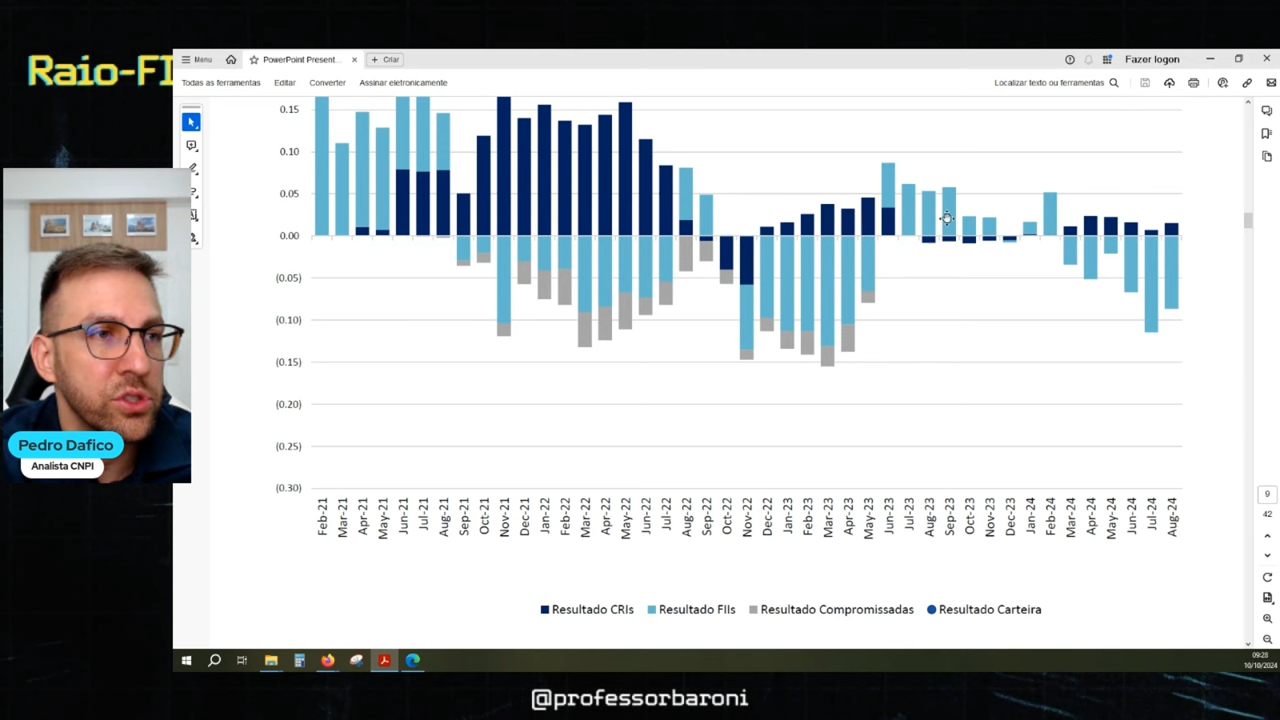 Raio-FI
Menu
PowerPoint Present...
Criar
Fazer logon
Todas as ferramentas
Editar
Converter
Assinar eletronicamente
Localizar texto ou ferramentas
0.15
0.10
0.05
0.00
(0.05)
(0.10)
(0.15)
(0.20)
(0.25)
(0.30)
Feb-21 Mar-21 Apr-21 May-21 Jun-21 Jul-21 Aug-21 Sep-21 Oct-21 Nov-21 Dec-21 Jan-22 Feb-22 Mar-22 Apr-22 May-22 Jun-22 Jul-22 Aug-22 Sep-22 Oct-22 Nov-22 Dec-22 Jan-23 Feb-23 Mar-23 Apr-23 May-23 Jun-23 Jul-23 Aug-23 Sep-23 Oct-23 Nov-23 Dec-23 Jan-24 Feb-24 Mar-24 Apr-24 May-24 Jun-24 Jul-24 Aug-24
Resultado CRIs Resultado FIIs Resultado Compromissadas Resultado Carteira
9
42
Pedro Dafico
Analista CNPI
09:28
10/10/2024
@professorbaroni